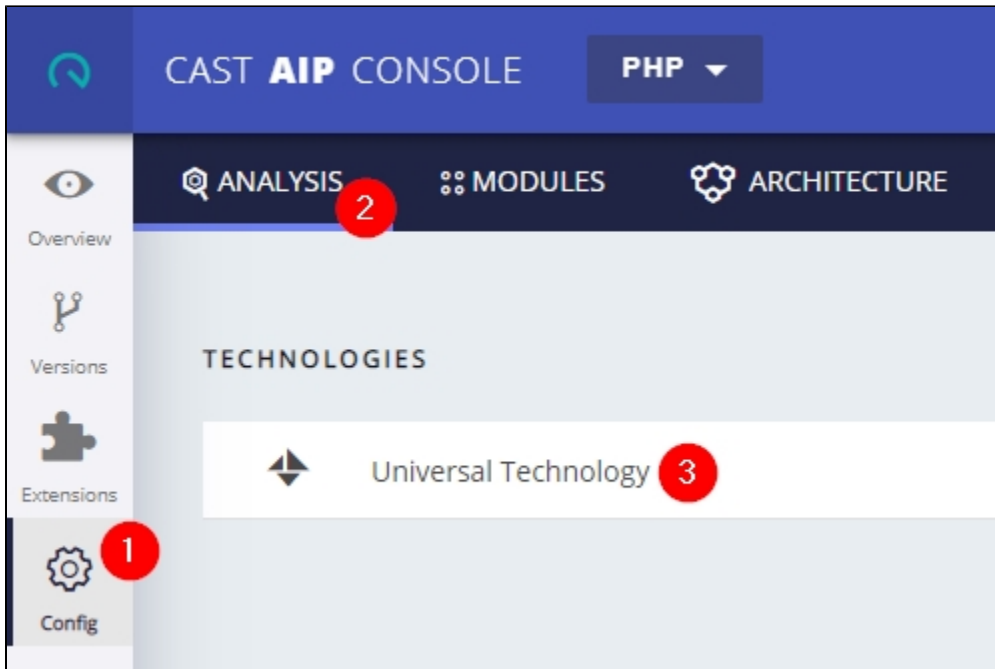 CAST AIP CONSOLE
PHP
ANALYSIS
2
MODULES
ARCHITECTURE
Overview
Versions
Extensions
1
Config
TECHNOLOGIES
Universal Technology
3